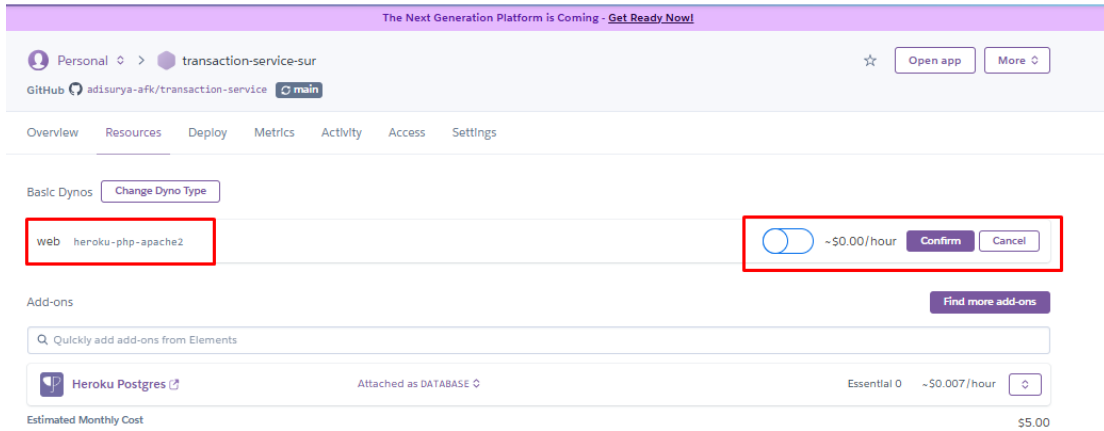 The Next Generation Platform is Coming - Get Ready Now!
Personal > transaction-service-sur Open app More
GitHub adisurya-afk/transaction-service main
Overview Resources Deploy Metrics Activity Access Settings
Basic Dynos Change Dyno Type
web heroku-php-apache2 ~$0.00/hour Confirm Cancel
Add-ons Find more add-ons
Quickly add add-ons from Elements
Heroku Postgres Attached as DATABASE Essential 0 ~$0.007/hour
Estimated Monthly Cost $5.00